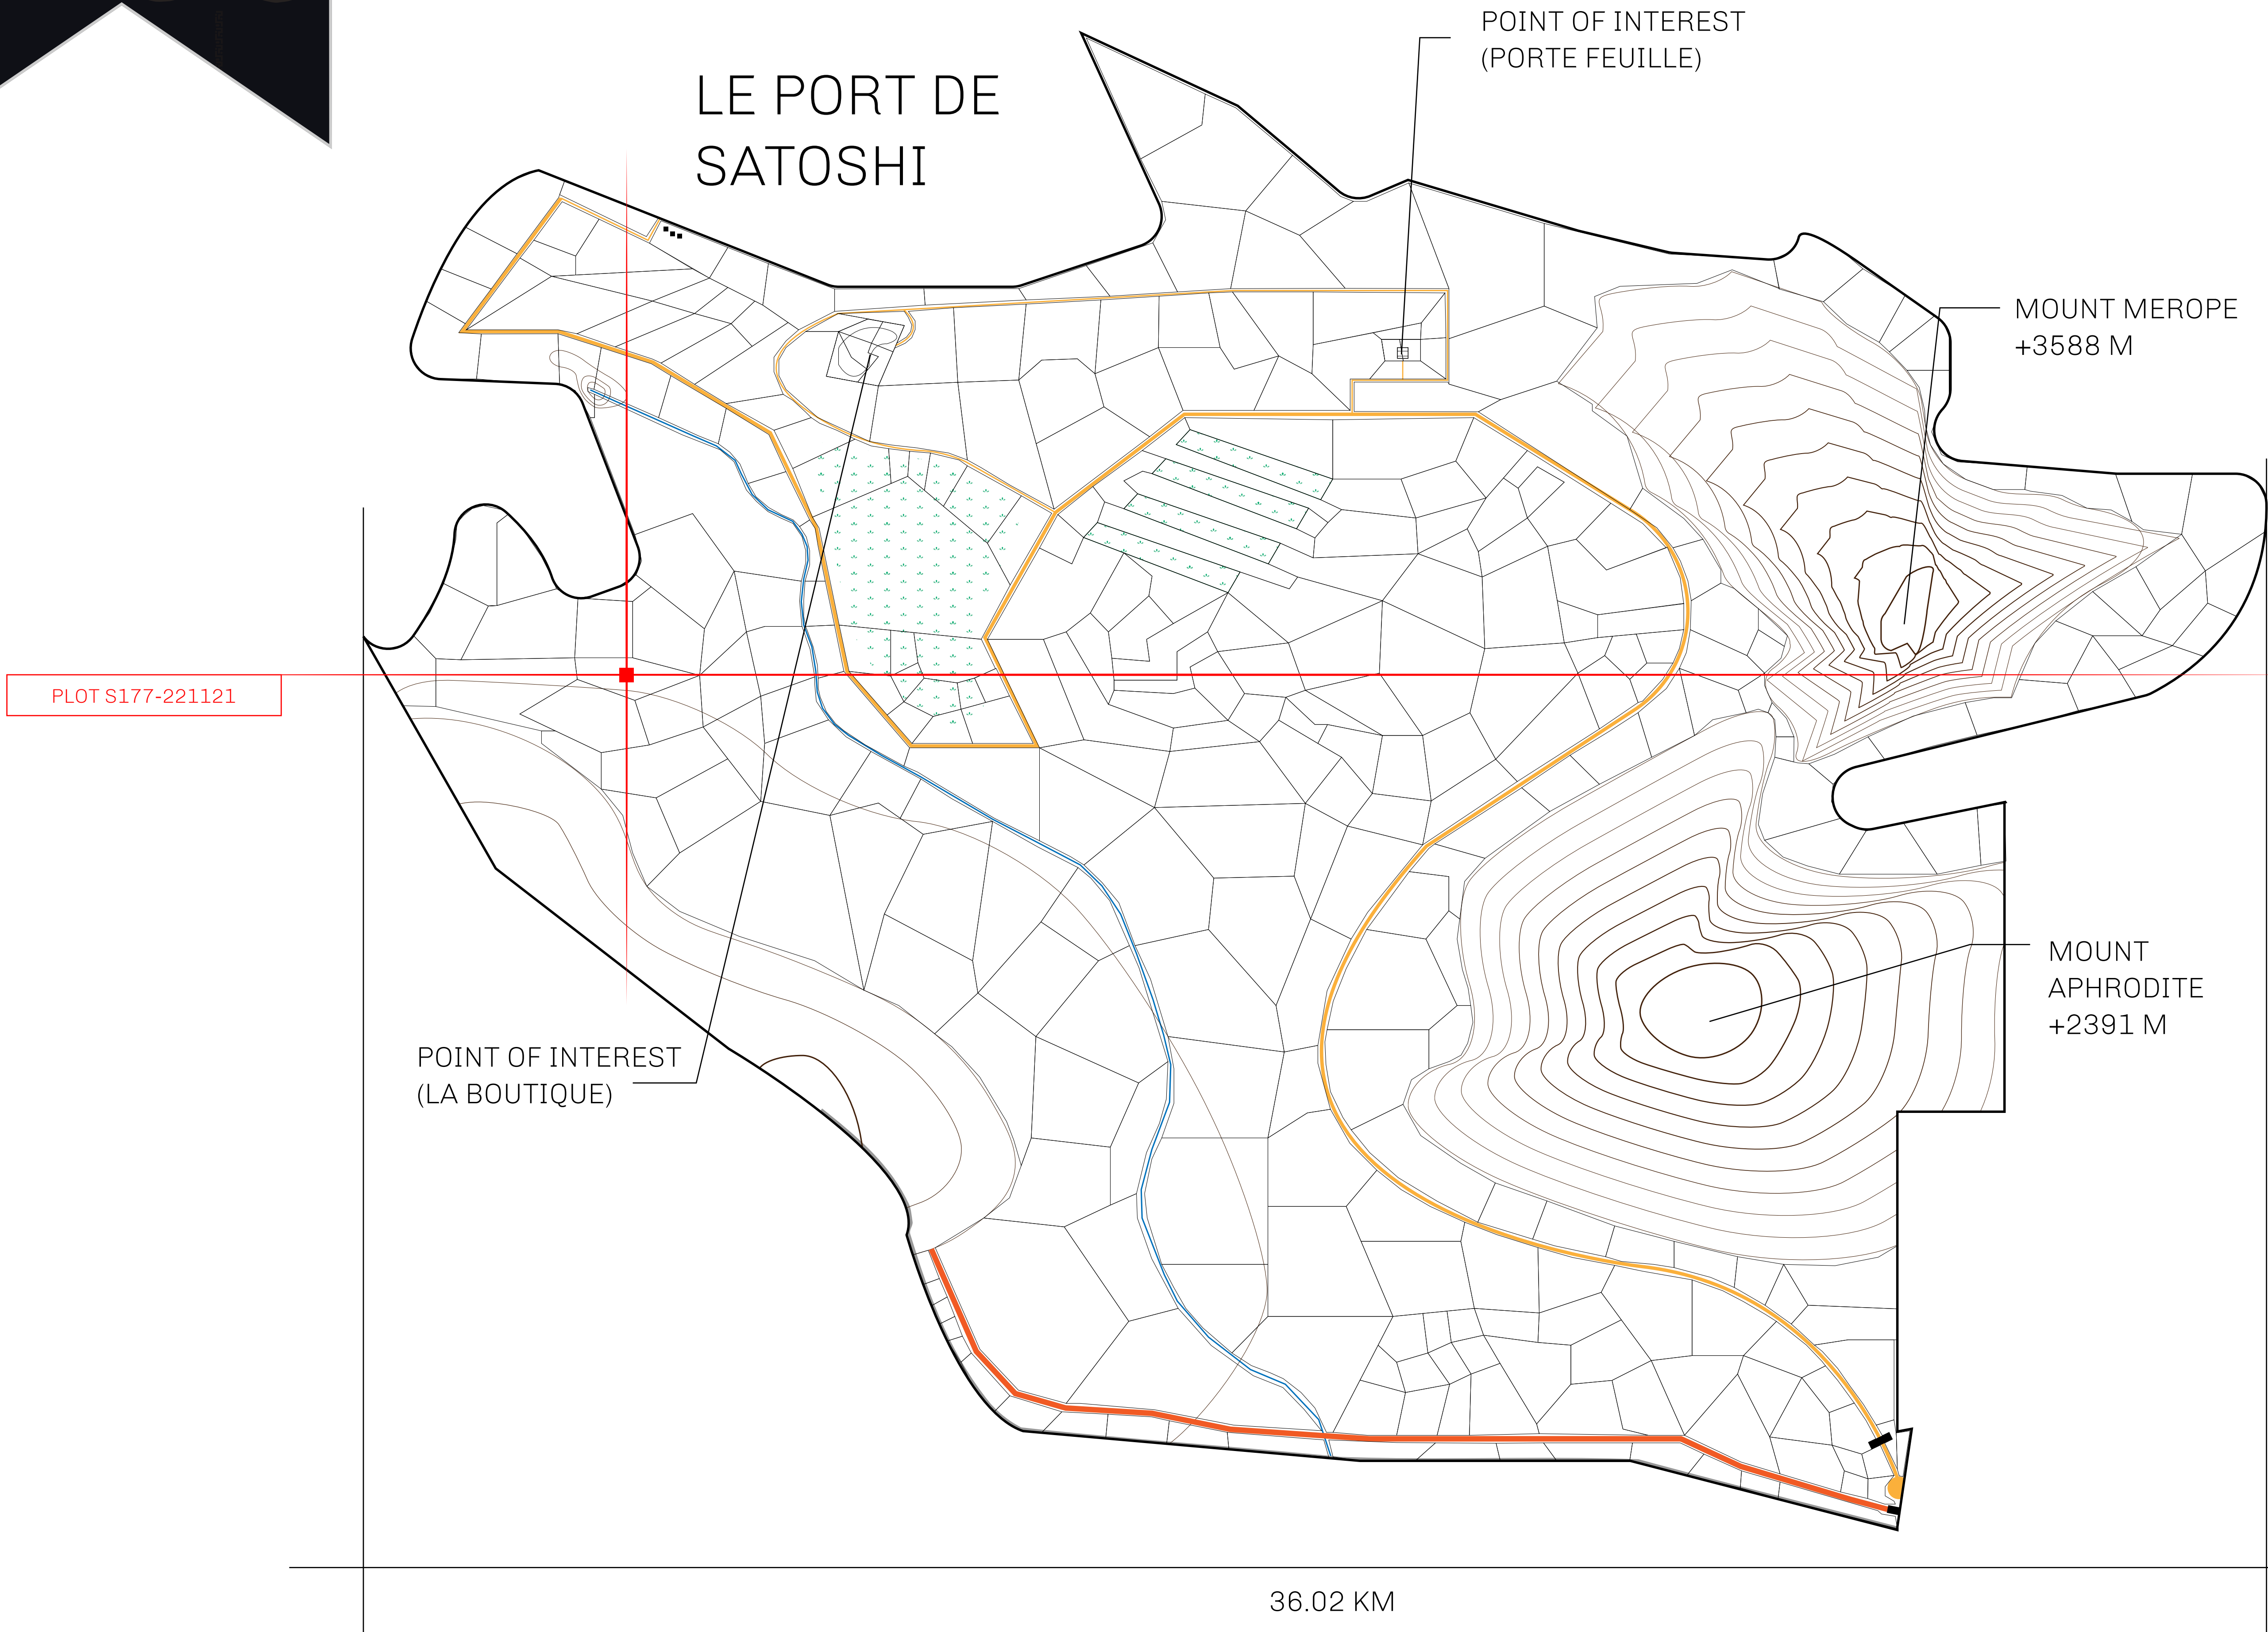 POINT OF INTEREST
(PORTE FEUILLE)
LE PORT DE
SATOSHI
MOUNT MEROPE
+3588 M
PLOT S177-221121
MOUNT
APHRODITE
+2391 M
POINT OF INTEREST
(LA BOUTIQUE)
36.02 KM